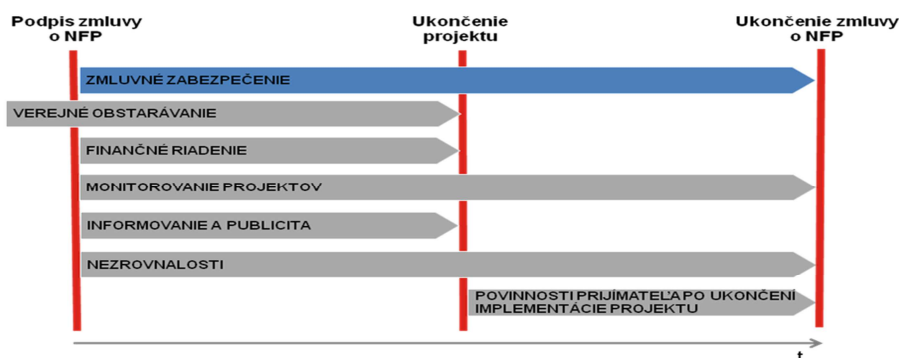 Podpis zmluvy
o NFP
Ukončenie
projektu
Ukončenie zmluvy
o NFP
ZMLUVNÉ ZABEZPEČENIE
VEREJNÉ OBSTARÁVANIE
FINANČNÉ RIADENIE
MONITOROVANIE PROJEKTOV
INFORMOVANIE A PUBLICITA
NEZROVNALOSTI
POVINNOSTI PRIJÍMATEĽA PO UKONČENÍ
IMPLEMENTÁCIE PROJEKTU
t